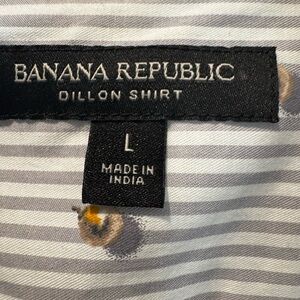 BANANA REPUBLIC
DILLON SHIRT
L
MADE IN
INDIA